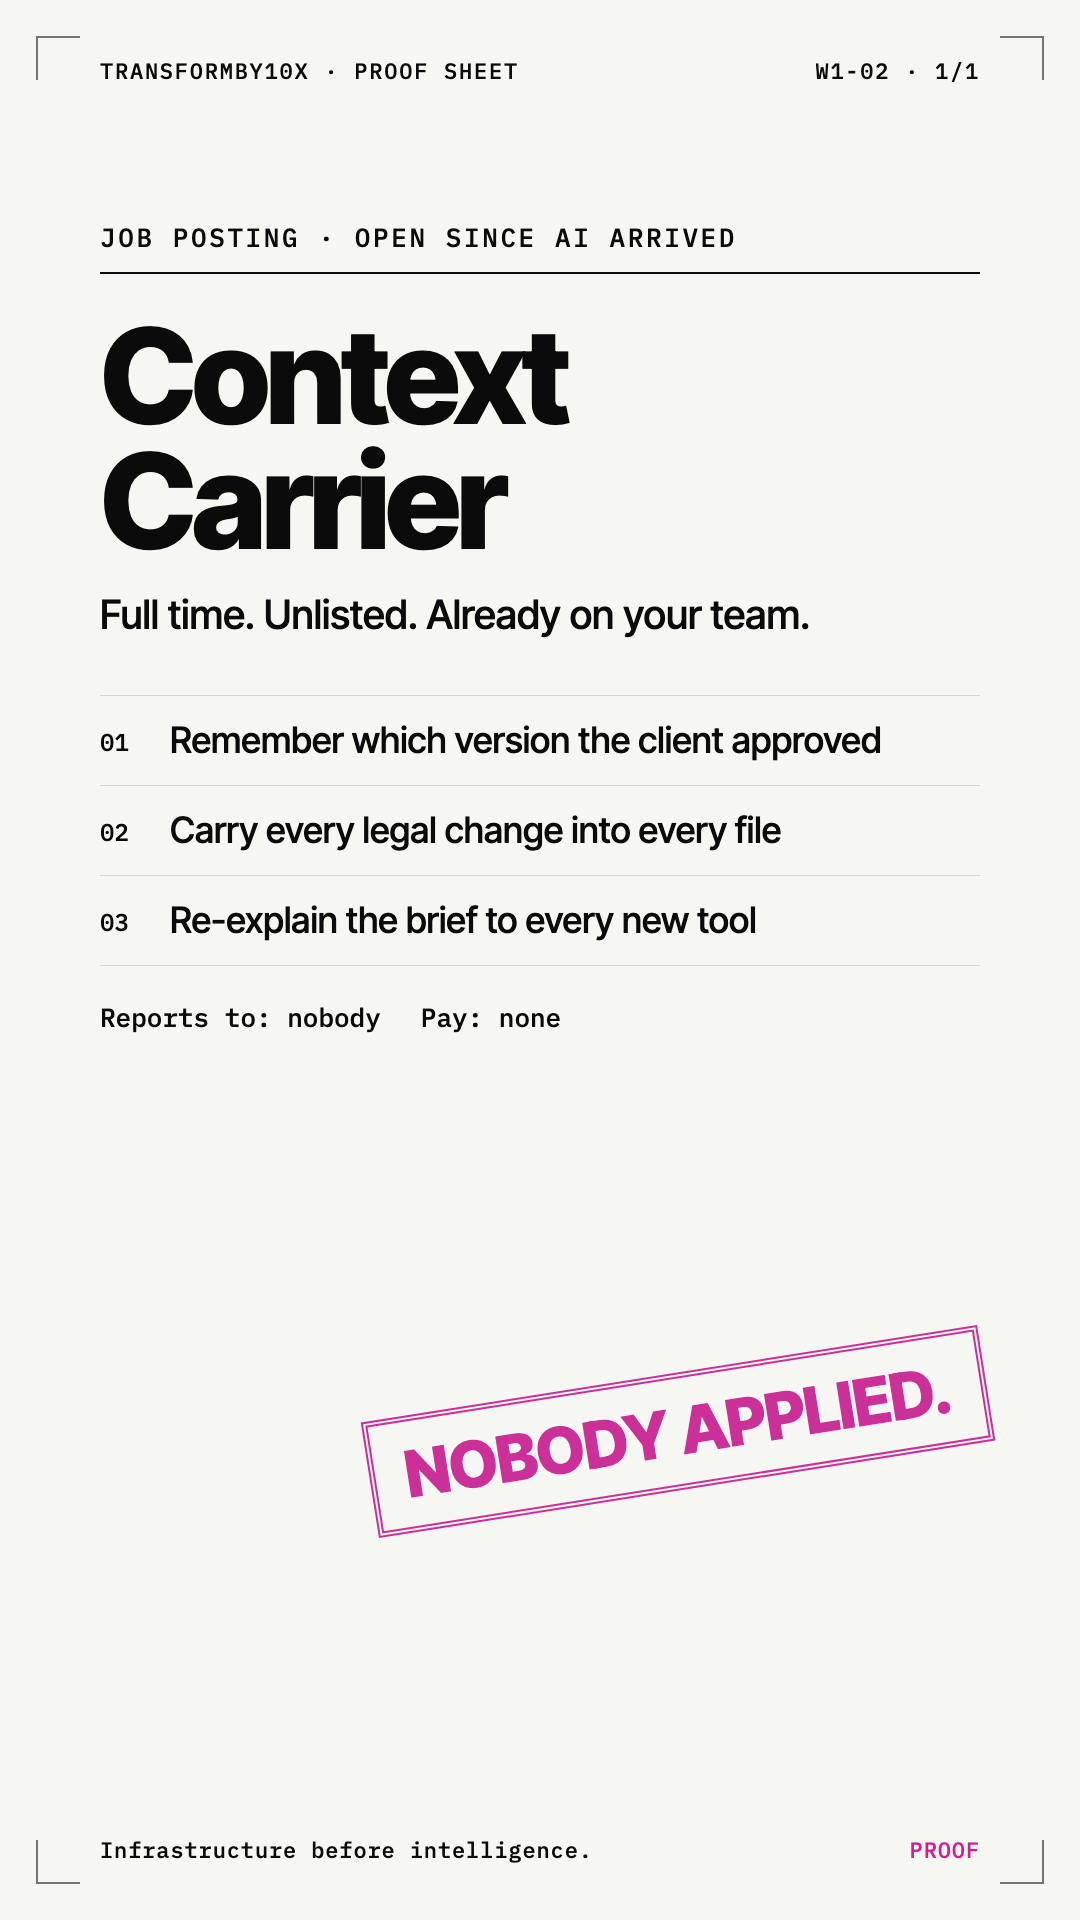 TRANSFORMBY10X · PROOF SHEET
W1-02 · 1/1
JOB POSTING · OPEN SINCE AI ARRIVED
Context
Carrier
Full time. Unlisted. Already on your team.
01 Remember which version the client approved
02 Carry every legal change into every file
03 Re-explain the brief to every new tool
Reports to: nobody Pay: none
NOBODY APPLIED.
Infrastructure before intelligence.
PROOF